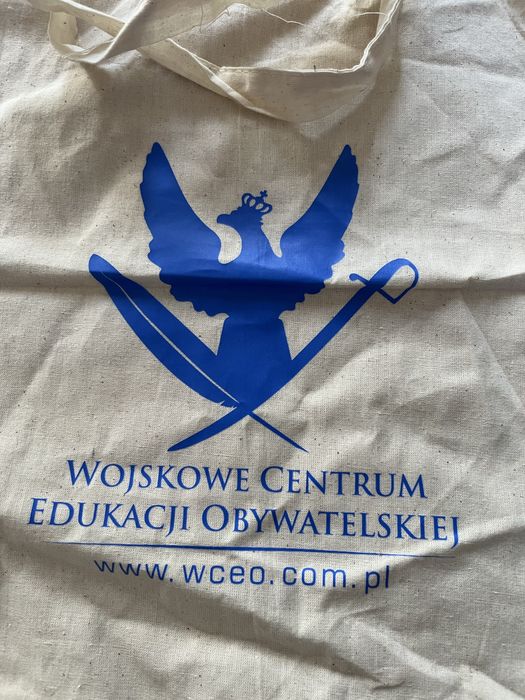 WOJSKOWE CENTRUM
EDUKACJI OBYWATELSKIEJ
www.wceo.com.pl